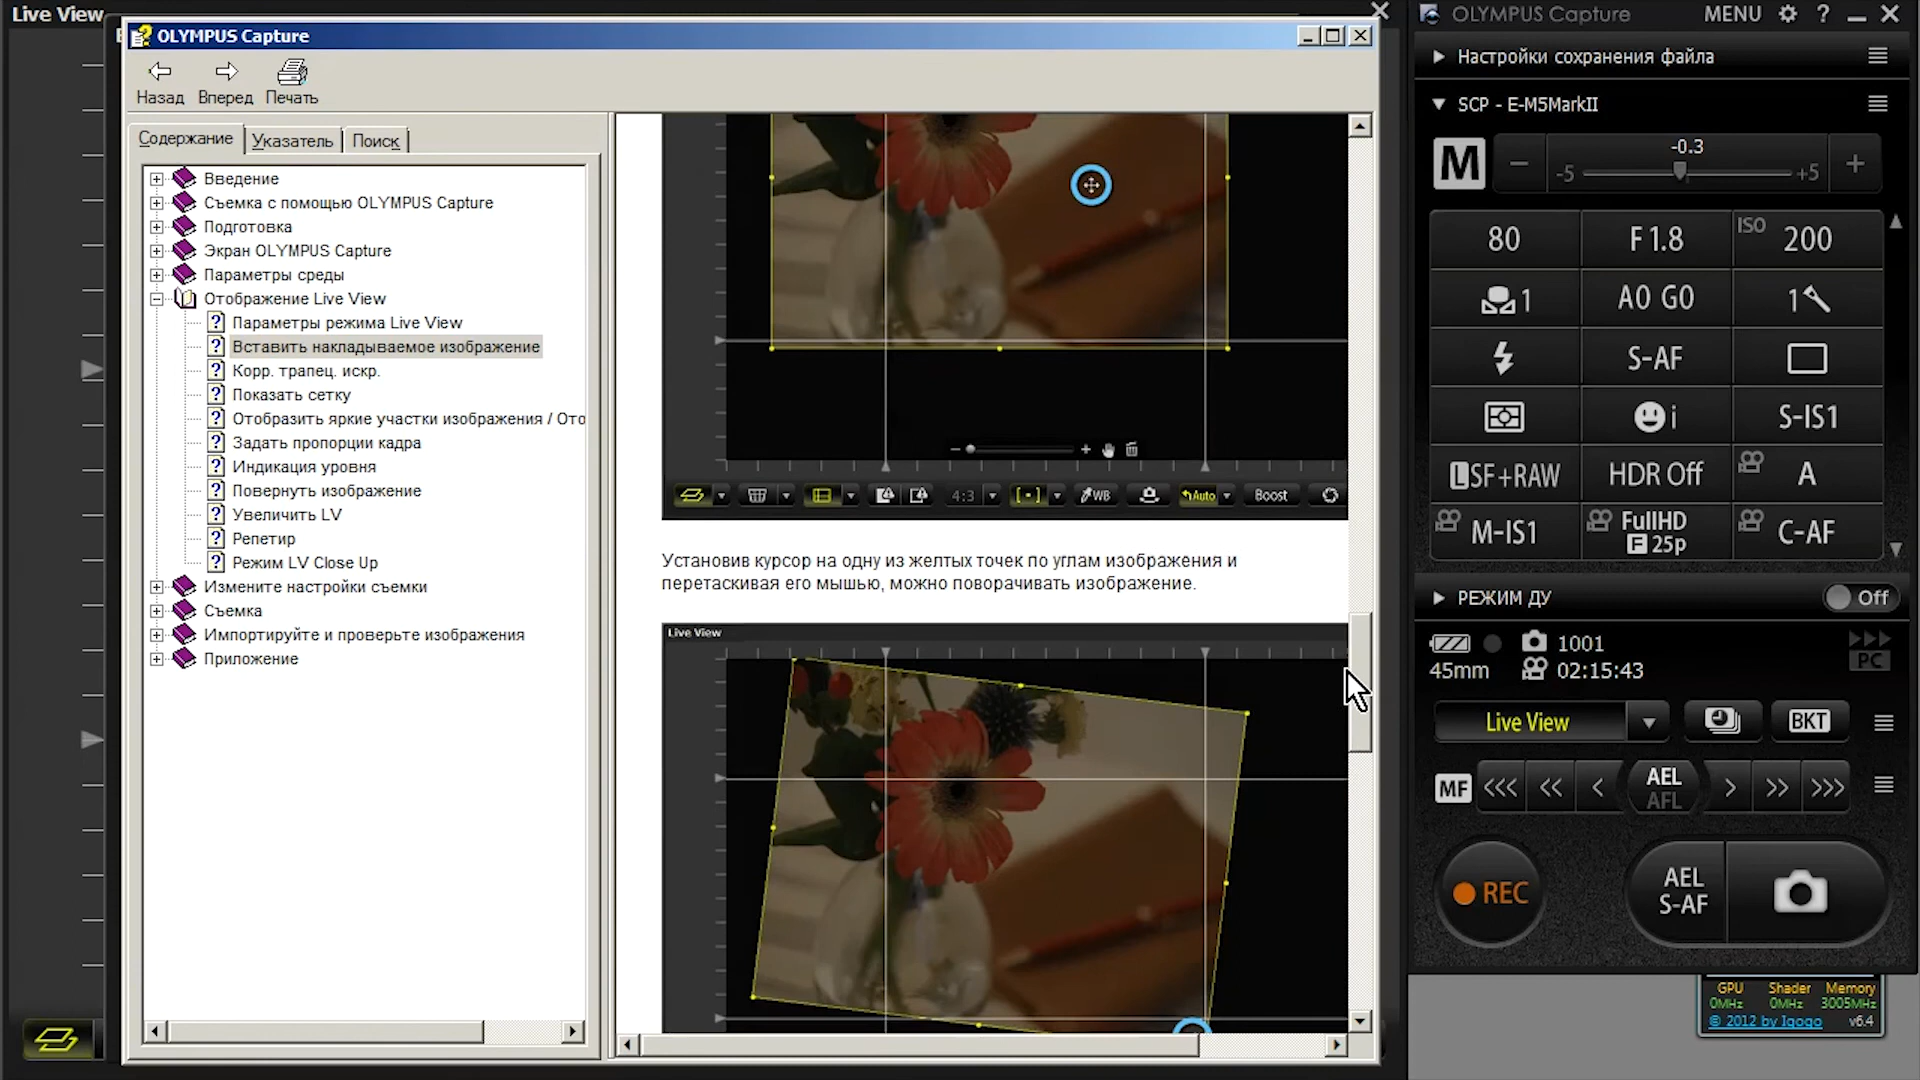 Live View
OLYMPUS Capture
Назад Вперед Печать
Содержание Указатель Поиск
Введение
Съемка с помощью OLYMPUS Capture
Подготовка
Экран OLYMPUS Capture
Параметры среды
Отображение Live View
Параметры режима Live View
Вставить накладываемое изображение
Корр. трапец. искр.
Показать сетку
Отобразить яркие участки изображения / Ото
Задать пропорции кадра
Индикация уровня
Повернуть изображение
Увеличить LV
Репетир
Режим LV Close Up
Измените настройки съемки
Съемка
Импортируйте и проверьте изображения
Приложение
4:3 WB Auto Boost
Установив курсор на одну из желтых точек по углам изображения и
перетаскивая его мышью, можно поворачивать изображение.
Live View
OLYMPUS Capture MENU ?
Настройки сохранения файла
SCP - E-M5MarkII
M -0.3
-5 +5
80 F 1.8 ISO 200
1 A0 G0 1
S-AF
i S-IS1
LSF+RAW HDR Off A
M-IS1 FullHD F 25p C-AF
РЕЖИМ ДУ Off
1001
45mm 02:15:43 PC
Live View BKT
MF <<< << < AEL AFL > >> >>>
REC AEL S-AF
GPU Shader Memory
0MHz 0MHz 3005MHz
© 2012 by Igogo v6.4